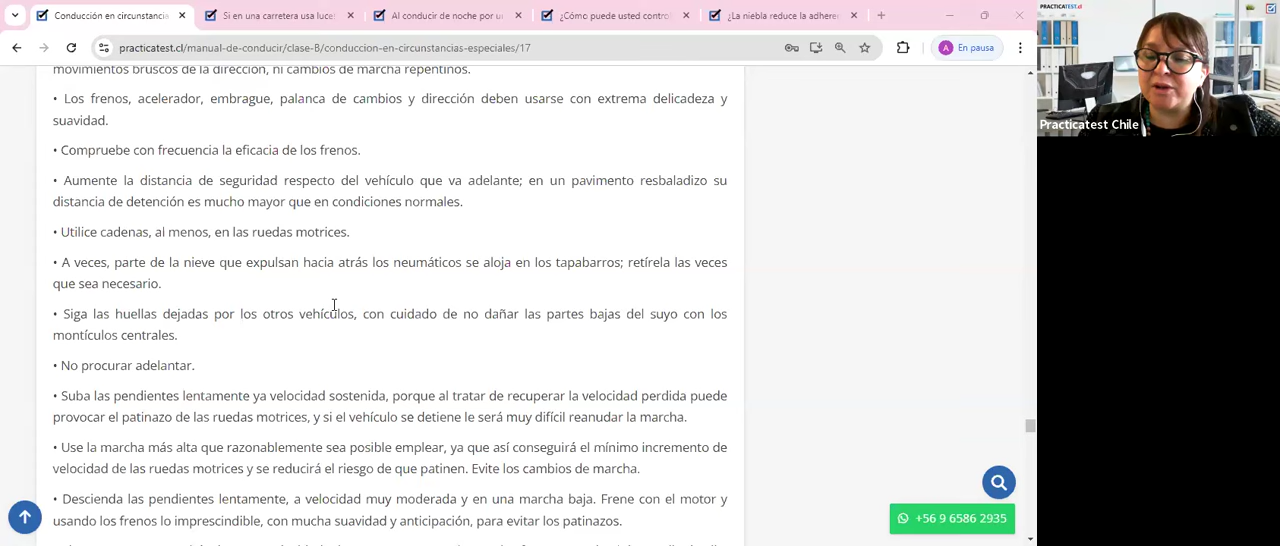 Conducción en circunstancia
Si en una carretera usa luce
Al conducir de noche por u
¿Cómo puede usted contro
¿La niebla reduce la adhere
practicatest.cl/manual-de-conducir/clase-B/conduccion-en-circunstancias-especiales/17
A En pausa
PRACTICATEST.cl
Practicatest Chile
movimientos bruscos de la dirección, ni cambios de marcha repentinos.
• Los frenos, acelerador, embrague, palanca de cambios y dirección deben usarse con extrema delicadeza y
suavidad.
• Compruebe con frecuencia la eficacia de los frenos.
• Aumente la distancia de seguridad respecto del vehículo que va adelante; en un pavimento resbaladizo su
distancia de detención es mucho mayor que en condiciones normales.
• Utilice cadenas, al menos, en las ruedas motrices.
• A veces, parte de la nieve que expulsan hacia atrás los neumáticos se aloja en los tapabarros; retírela las veces
que sea necesario.
• Siga las huellas dejadas por los otros vehículos, con cuidado de no dañar las partes bajas del suyo con los
montículos centrales.
• No procurar adelantar.
• Suba las pendientes lentamente ya velocidad sostenida, porque al tratar de recuperar la velocidad perdida puede
provocar el patinazo de las ruedas motrices, y si el vehículo se detiene le será muy difícil reanudar la marcha.
• Use la marcha más alta que razonablemente sea posible emplear, ya que así conseguirá el mínimo incremento de
velocidad de las ruedas motrices y se reducirá el riesgo de que patinen. Evite los cambios de marcha.
• Descienda las pendientes lentamente, a velocidad muy moderada y en una marcha baja. Frene con el motor y
usando los frenos lo imprescindible, con mucha suavidad y anticipación, para evitar los patinazos.
+56 9 6586 2935